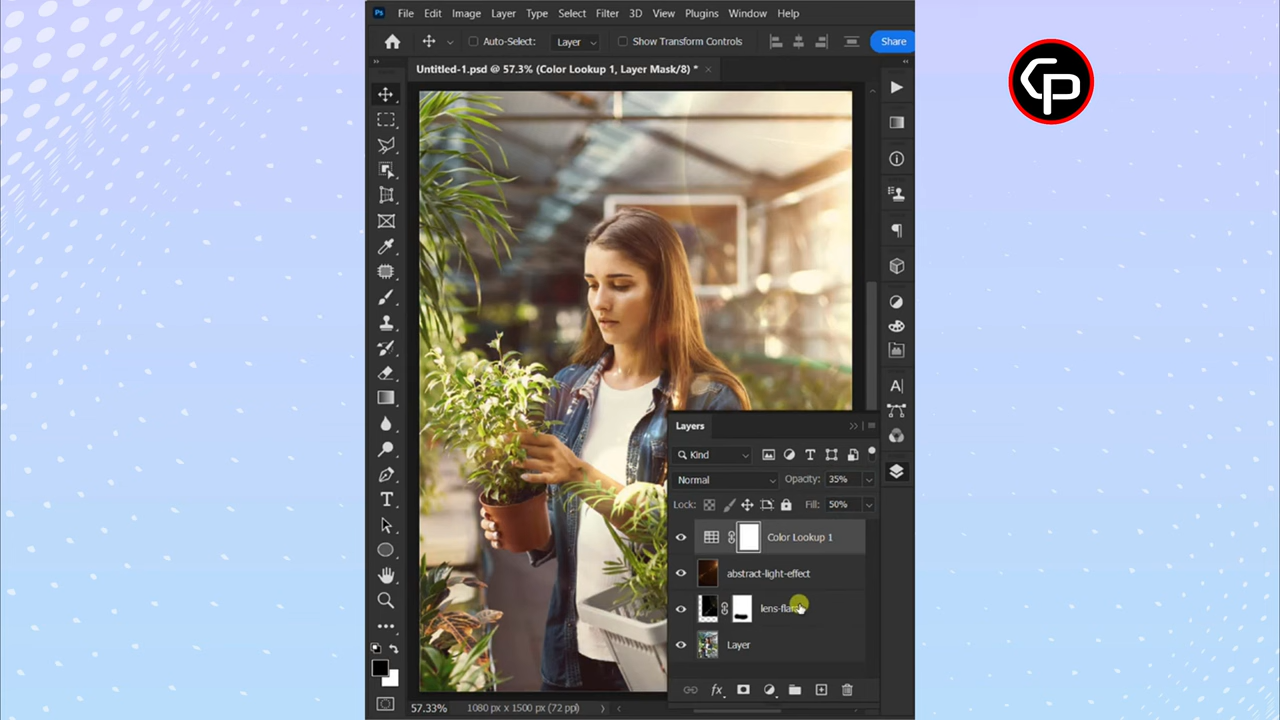 Ps File Edit Image Layer Type Select Filter 3D View Plugins Window Help
Auto-Select: Layer Show Transform Controls Share
Untitled-1.psd @ 57.3% (Color Lookup 1, Layer Mask/8) *
CP
Layers
Kind
Normal Opacity: 35%
Lock: Fill: 50%
Color Lookup 1
abstract-light-effect
Layer
57.33% 1080 px x 1500 px (72 ppi)